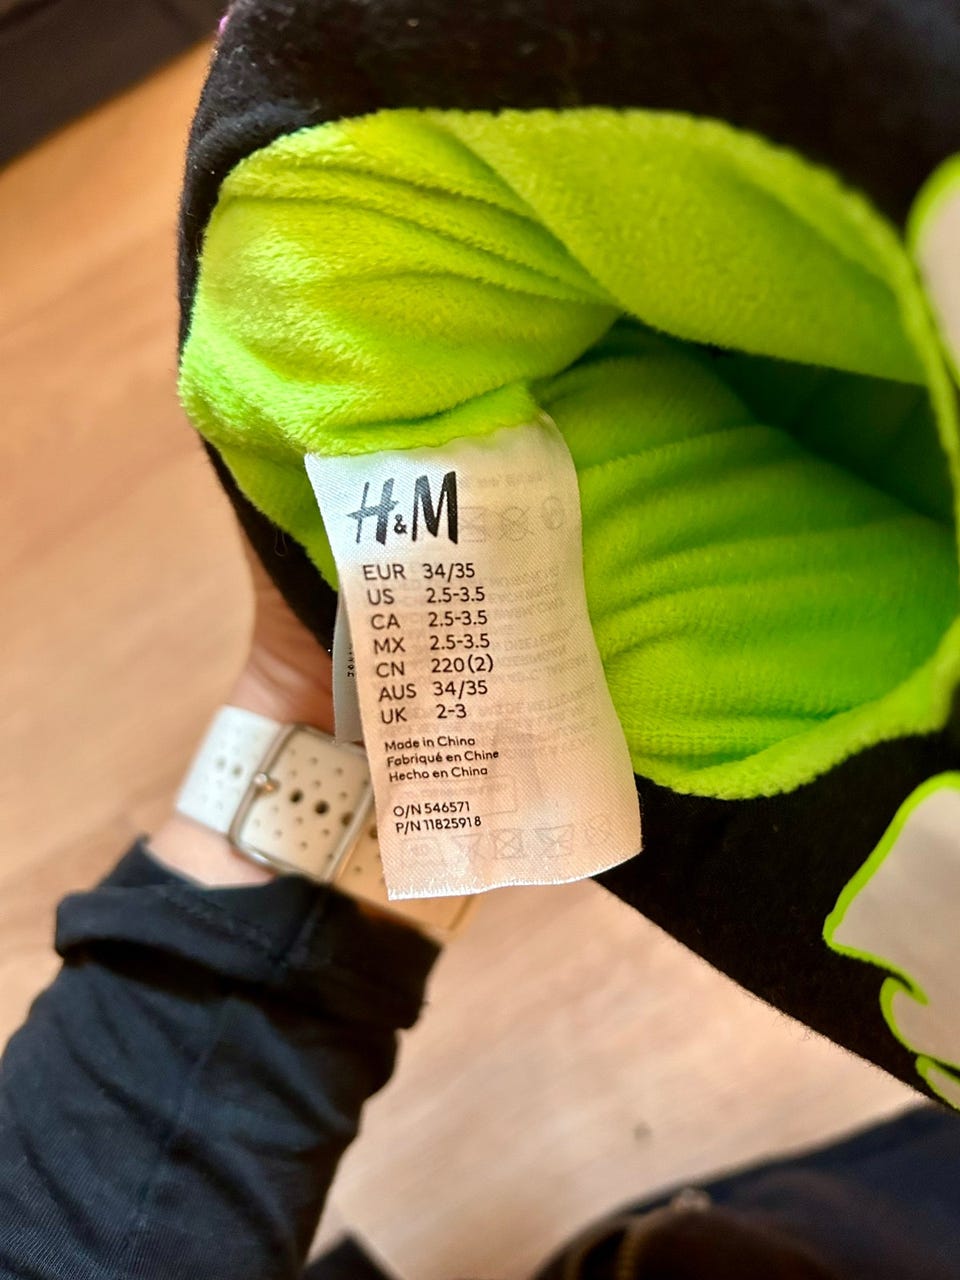 H&M
EUR 34/35
US 2.5-3.5
CA 2.5-3.5
MX 2.5-3.5
CN 220(2)
AUS 34/35
UK 2-3
Made in China
Fabriqué en Chine
Hecho en China
O/N 546571
P/N 11825918